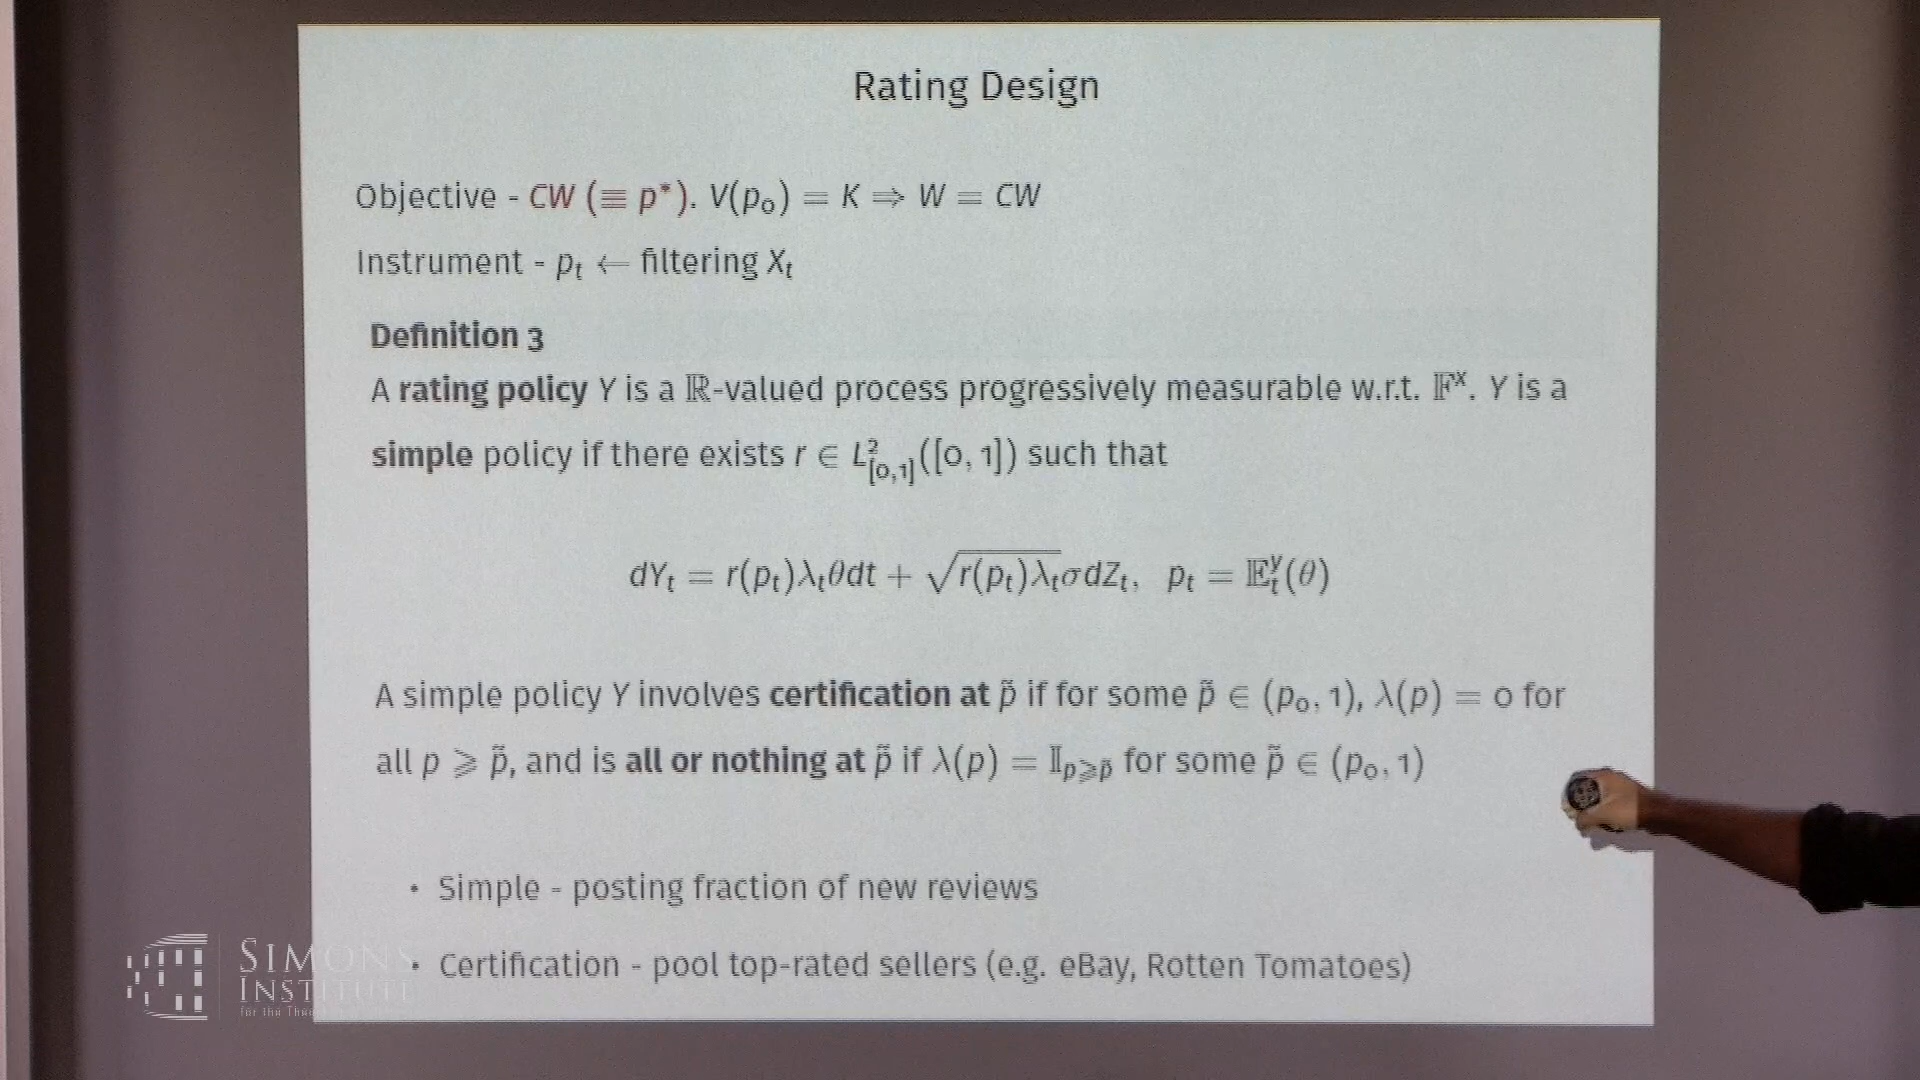 Rating Design
Objective - CW (≡ p*). V(p₀) = K ⇒ W = CW
Instrument - pₜ ← filtering Xₜ
Definition 3
A rating policy Y is a ℝ-valued process progressively measurable w.r.t. 𝔽ˣ. Y is a
simple policy if there exists r ∈ L²_[0,1]([0, 1]) such that
dYₜ = r(pₜ)λₜθdt + √(r(pₜ)λₜ)σdZₜ, pₜ = 𝔼ₜʸ(θ)
A simple policy Y involves certification at p̃ if for some p̃ ∈ (p₀, 1), λ(p) = 0 for
all p ⩾ p̃, and is all or nothing at p̃ if λ(p) = 𝕀_p⩾p̃ for some p̃ ∈ (p₀, 1)
• Simple - posting fraction of new reviews
• Certification - pool top-rated sellers (e.g. eBay, Rotten Tomatoes)
SIMONS
INSTITUTE
for the